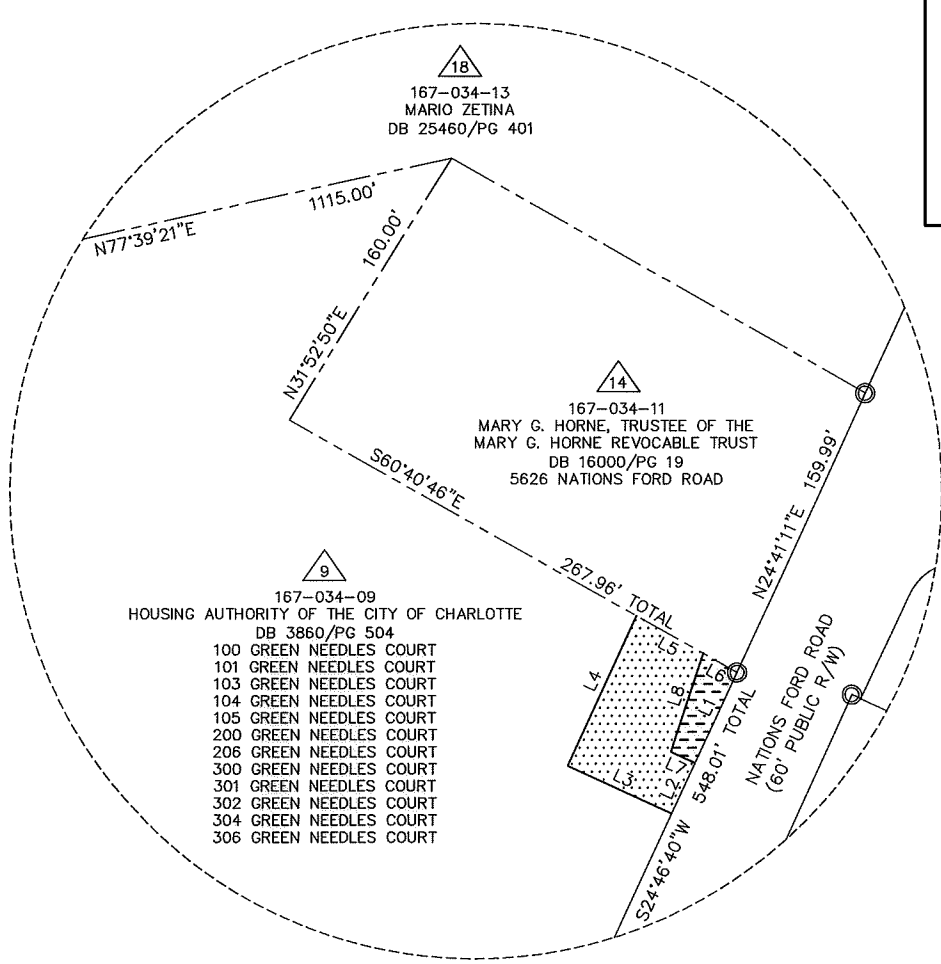 18
167-034-13
MARIO ZETINA
DB 25460/PG 401
1115.00'
N77°39'21"E
160.00'
N31°52'50"E
14
167-034-11
MARY G. HORNE, TRUSTEE OF THE
MARY G. HORNE REVOCABLE TRUST
DB 16000/PG 19
5626 NATIONS FORD ROAD
S60°40'46"E
267.96' TOTAL
N24°41'11"E 159.99'
9
167-034-09
HOUSING AUTHORITY OF THE CITY OF CHARLOTTE
DB 3860/PG 504
100 GREEN NEEDLES COURT
101 GREEN NEEDLES COURT
103 GREEN NEEDLES COURT
104 GREEN NEEDLES COURT
105 GREEN NEEDLES COURT
200 GREEN NEEDLES COURT
206 GREEN NEEDLES COURT
300 GREEN NEEDLES COURT
301 GREEN NEEDLES COURT
302 GREEN NEEDLES COURT
304 GREEN NEEDLES COURT
306 GREEN NEEDLES COURT
L5
L6
L4
L8
L1
L7
L3
L2
S24°46'40"W 548.01' TOTAL
NATIONS FORD ROAD
(60' PUBLIC R/W)